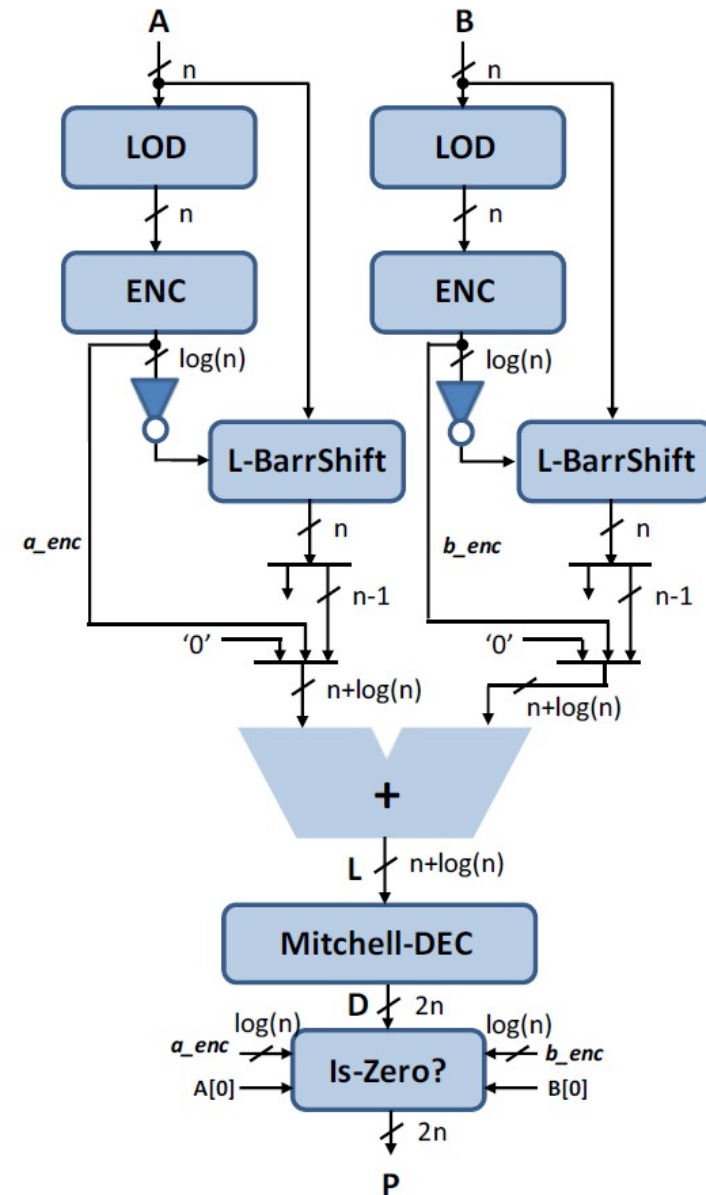 A B
n n
LOD LOD
n n
ENC ENC
log(n) log(n)
L-BarrShift L-BarrShift
a_enc n b_enc n
n-1 n-1
‘0’ ‘0’
n+log(n) n+log(n)
+
L n+log(n)
Mitchell-DEC
D 2n
log(n) log(n)
a_enc Is-Zero? b_enc
A[0] B[0]
2n
P